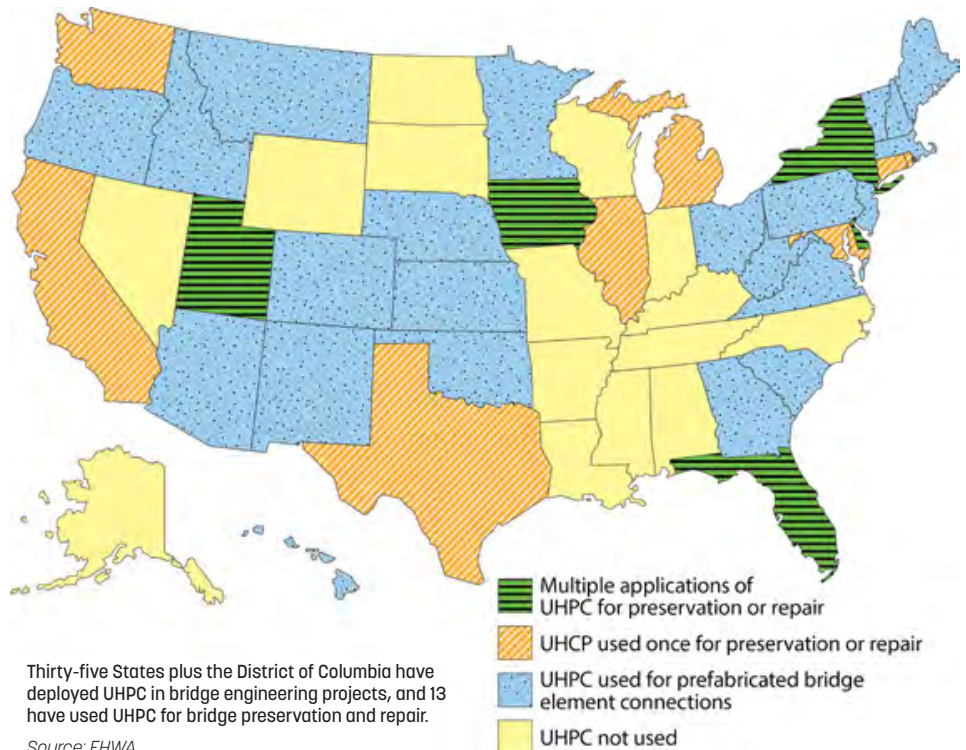 Multiple applications of
UHPC for preservation or repair
UHCP used once for preservation or repair
UHPC used for prefabricated bridge
element connections
UHPC not used
Thirty-five States plus the District of Columbia have
deployed UHPC in bridge engineering projects, and 13
have used UHPC for bridge preservation and repair.
Source: FHWA